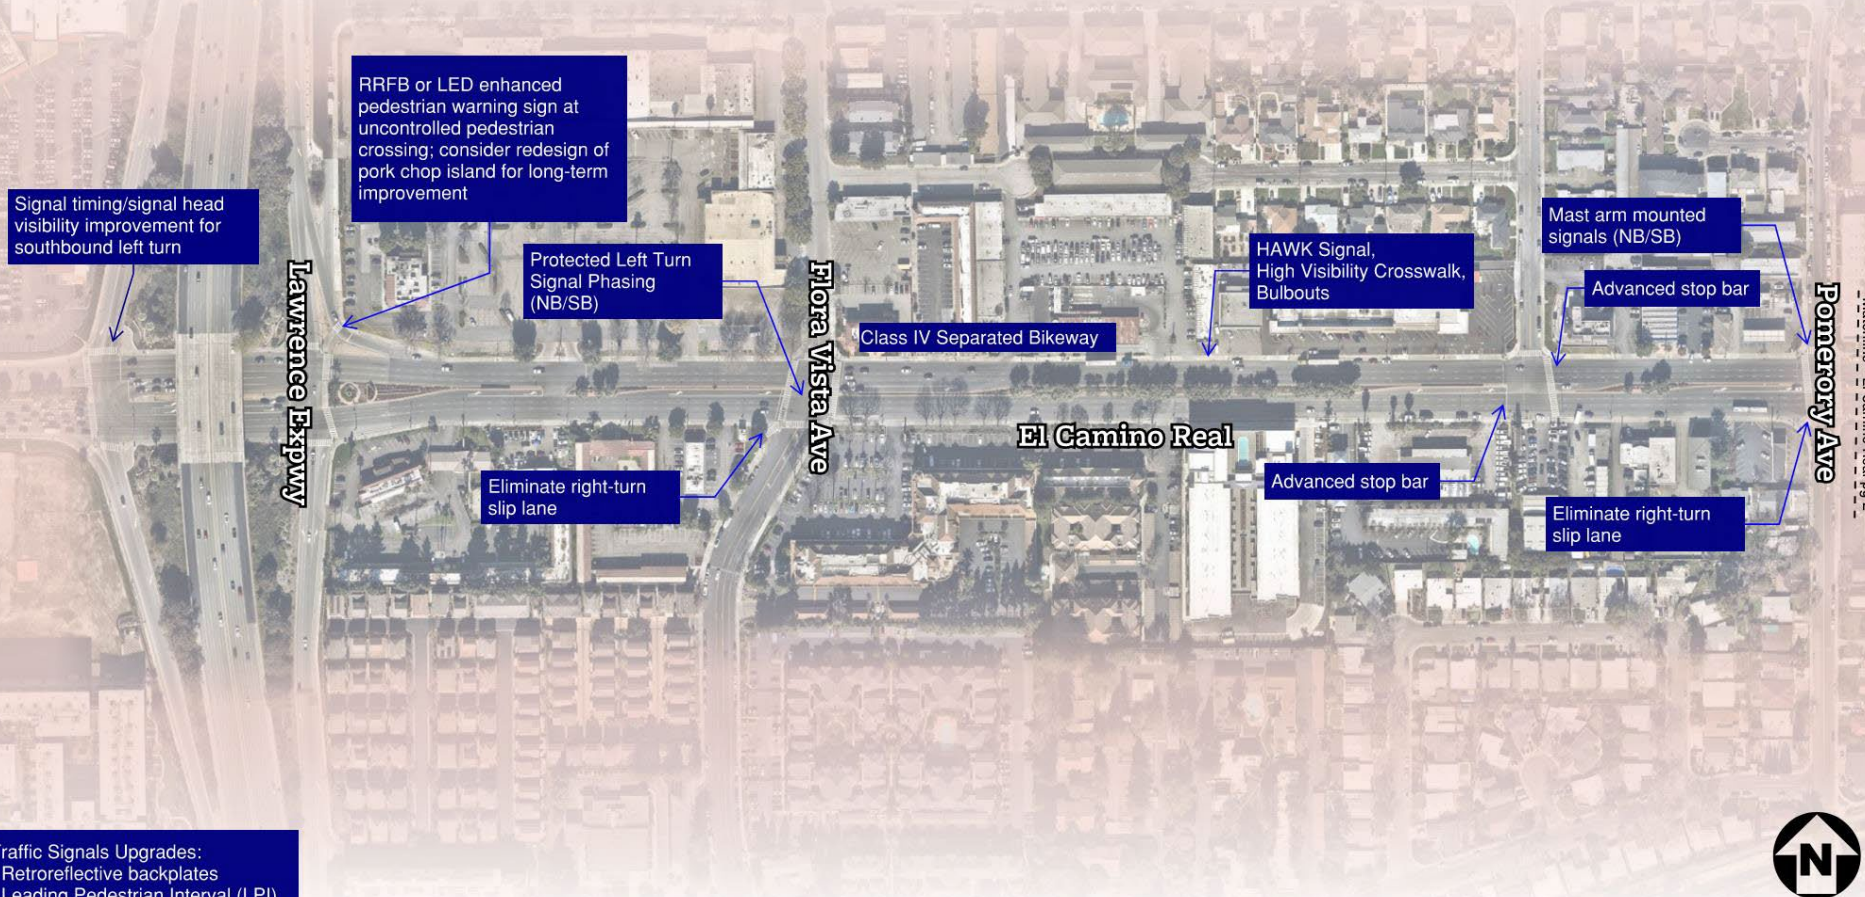 RRFB or LED enhanced
pedestrian warning sign at
uncontrolled pedestrian
crossing; consider redesign of
pork chop island for long-term
improvement
Signal timing/signal head
visibility improvement for
southbound left turn
Protected Left Turn
Signal Phasing
(NB/SB)
HAWK Signal,
High Visibility Crosswalk,
Bulbouts
Mast arm mounted
signals (NB/SB)
Advanced stop bar
Class IV Separated Bikeway
Lawrence Expwy
Flora Vista Ave
Pomerory Ave
El Camino Real
Eliminate right-turn
slip lane
Advanced stop bar
Eliminate right-turn
slip lane
raffic Signals Upgrades:
Retroreflective backplates
Leading Pedestrian Interval (LPI)
N